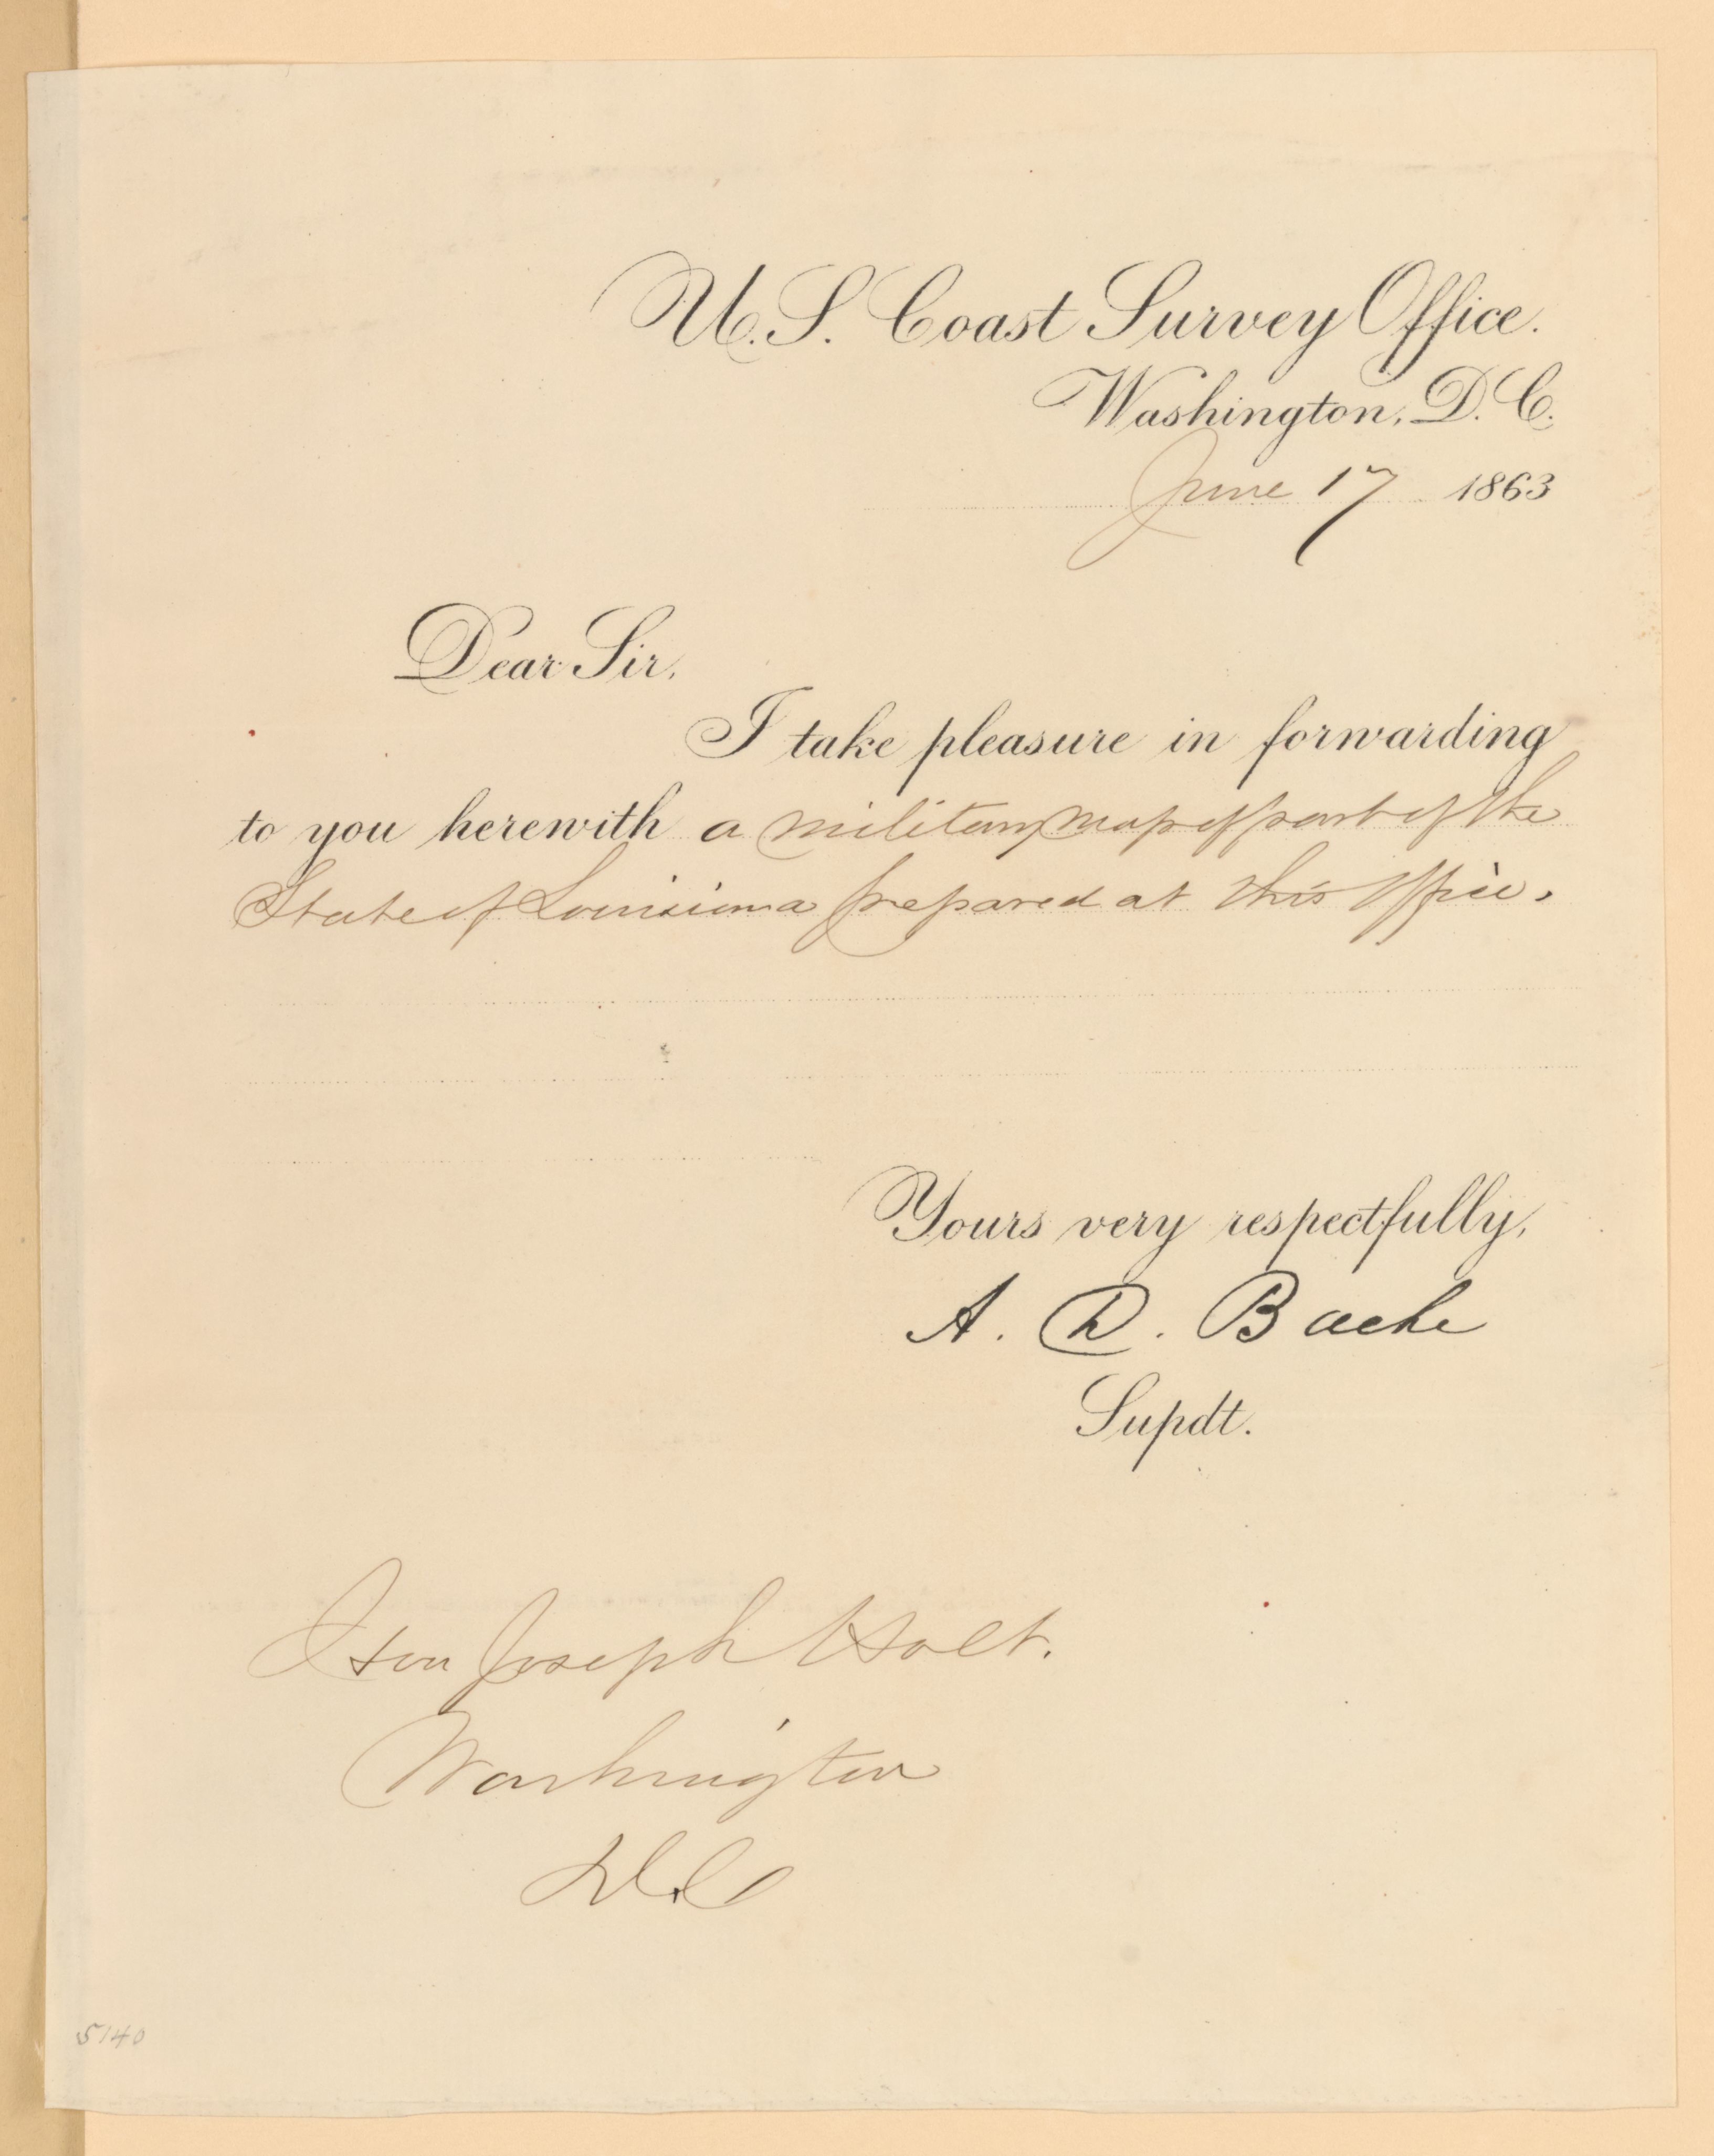 U.S. Coast Survey Office.
Washington, D.C.
June 17 1863
Dear Sir,
I take pleasure in forwarding
to you herewith a military map of part of the
State of Louisiana prepared at this Office.
Yours very respectfully,
A. D. Bache
Supdt.
Hon Joseph Holt.
Washington
D.C
5140